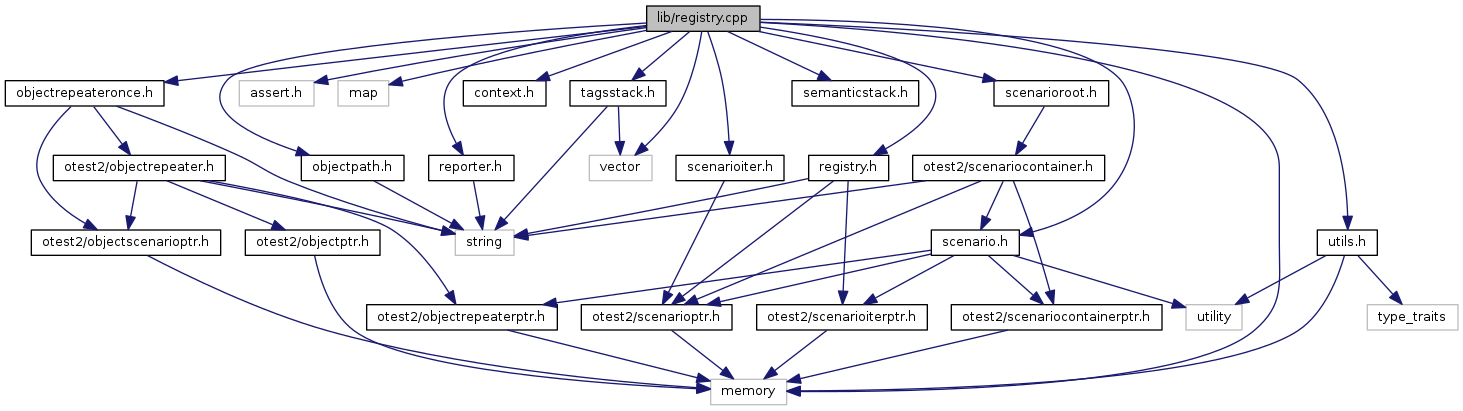 lib/registry.cpp
objectrepeateronce.h
assert.h
map
context.h
tagsstack.h
semanticstack.h
scenarioroot.h
otest2/objectrepeater.h
objectpath.h
reporter.h
vector
scenarioiter.h
registry.h
otest2/scenariocontainer.h
otest2/objectscenarioptr.h
otest2/objectptr.h
string
scenario.h
utils.h
otest2/objectrepeaterptr.h
otest2/scenarioptr.h
otest2/scenarioiterptr.h
otest2/scenariocontainerptr.h
utility
type_traits
memory